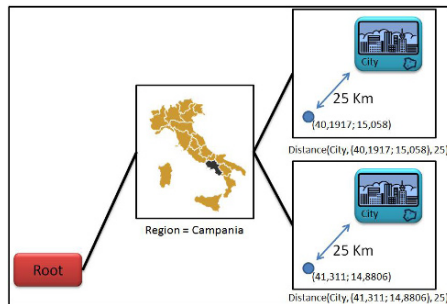 City
25 Km
(40,1917; 15,058)
Distance(City, (40,1917; 15,058), 25)
Region = Campania
City
25 Km
(41,311; 14,8806)
Distance(City, (41,311; 14,8806), 25)
Root